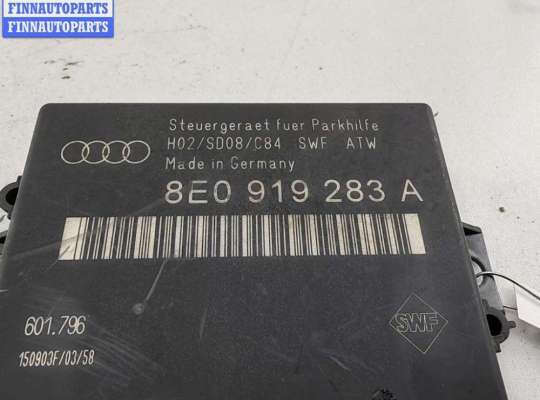 FINNAUTOPARTS
FINNAUTOPARTS
Steuergeraet fuer Parkhilfe
H02/SD08/C84 SWF ATW
Made in Germany
8E0 919 283 A
601.796
150903F/03/58
SWF